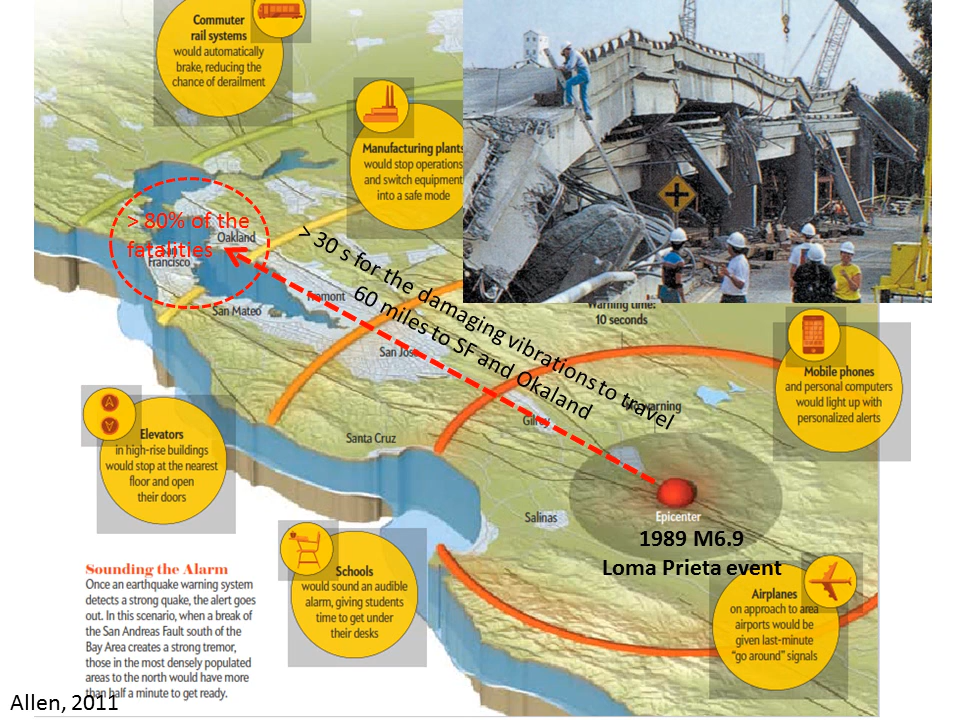 Commuter
rail systems
would automatically
brake, reducing the
chance of derailment
Manufacturing plants
would stop operations
and switch equipment
into a safe mode
> 80% of the
fatalities
Oakland
San
Francisco
> 30 s for the damaging vibrations to travel
60 miles to SF and Okaland
Fremont
San Mateo
San Jose
Warning time:
10 seconds
Mobile phones
and personal computers
would light up with
personalized alerts
No warning
Gilroy
A
A
Elevators
in high-rise buildings
would stop at the nearest
floor and open
their doors
Santa Cruz
Salinas
Epicenter
1989 M6.9
Loma Prieta event
Schools
would sound an audible
alarm, giving students
time to get under
their desks
Airplanes
on approach to area
airports would be
given last-minute
“go around” signals
Sounding the Alarm
Once an earthquake warning system
detects a strong quake, the alert goes
out. In this scenario, when a break of
the San Andreas Fault south of the
Bay Area creates a strong tremor,
those in the most densely populated
areas to the north would have more
than half a minute to get ready.
Allen, 2011